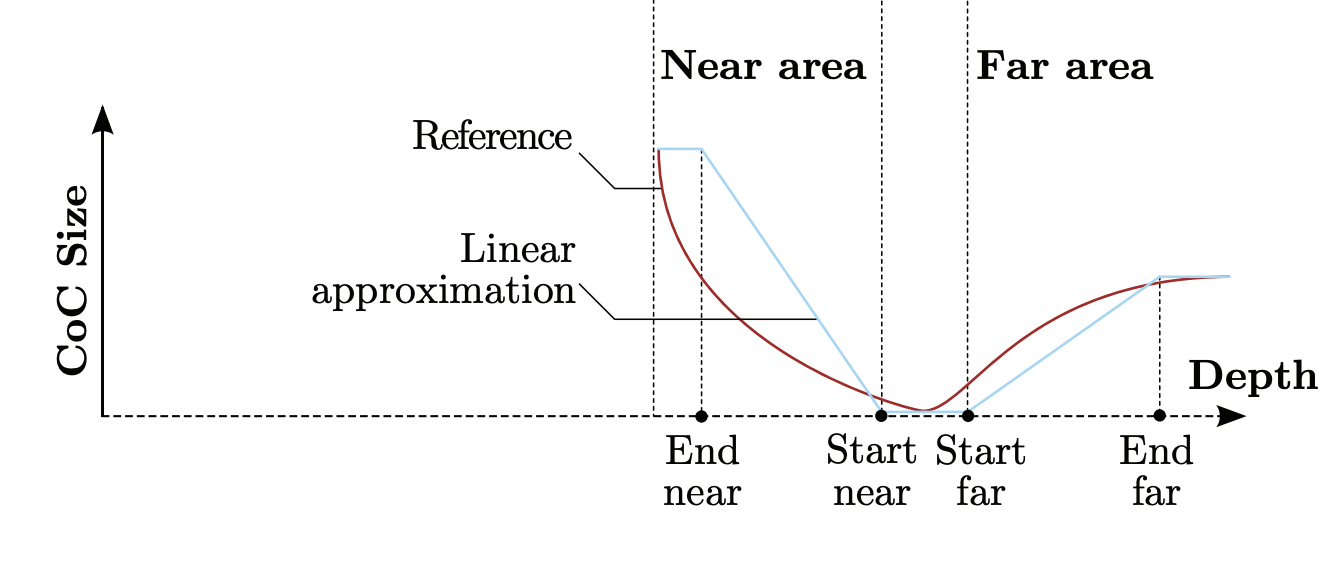 Near area
Far area
Reference
CoC Size
Linear
approximation
Depth
End
near
Start
near
Start
far
End
far